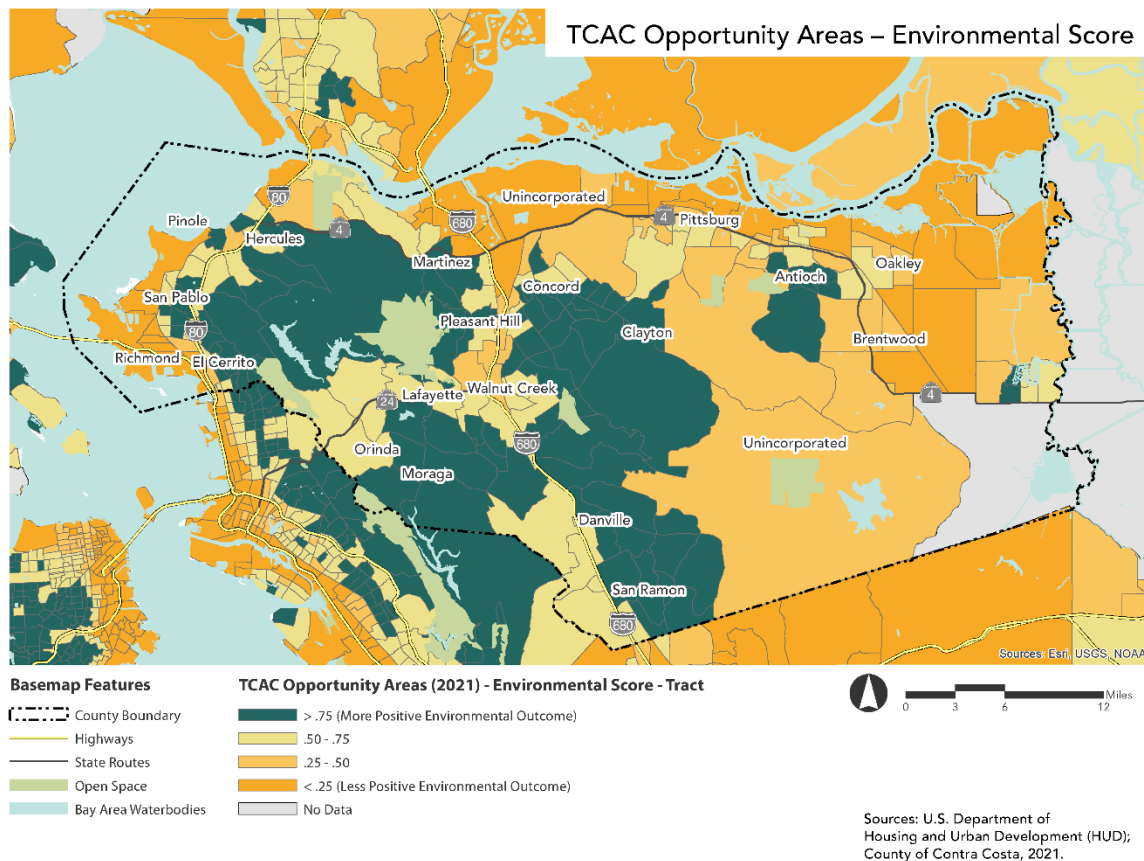 TCAC Opportunity Areas – Environmental Score
Unincorporated
80
Pinole
4
Pittsburg
680
4
Hercules
Martinez
Oakley
Antioch
San Pablo
Concord
80
Pleasant Hill
Clayton
Brentwood
Richmond
El Cerrito
Walnut Creek
Lafayette
24
4
680
Unincorporated
Orinda
Moraga
Danville
San Ramon
680
Sources: Esri, USGS, NOAA
Basemap Features
County Boundary
Highways
State Routes
Open Space
Bay Area Waterbodies
TCAC Opportunity Areas (2021) - Environmental Score - Tract
> .75 (More Positive Environmental Outcome)
.50 - .75
.25 - .50
< .25 (Less Positive Environmental Outcome)
No Data
Miles
0 3 6 12
Sources: U.S. Department of
Housing and Urban Development (HUD);
County of Contra Costa, 2021.